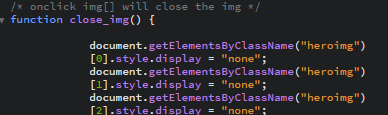 /* onclick img[] will close the img */
function close_img() {
document.getElementsByClassName("heroimg")
[0].style.display = "none";
document.getElementsByClassName("heroimg")
[1].style.display = "none";
document.getElementsByClassName("heroimg")
[2].style.display = "none";